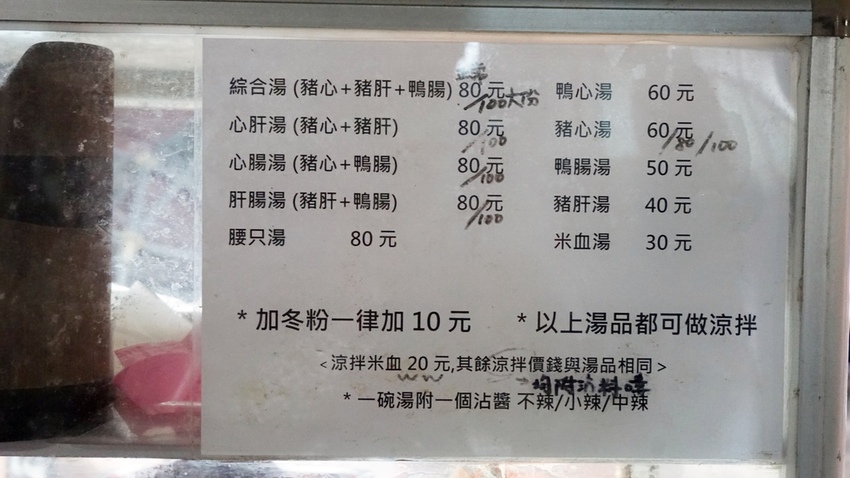 綜合湯 (豬心+豬肝+鴨腸) 80元 /100大份
心肝湯 (豬心+豬肝) 80元 /100
心腸湯 (豬心+鴨腸) 80元 /100
肝腸湯 (豬肝+鴨腸) 80元 /100
腰只湯 80元
鴨心湯 60元
豬心湯 60元 /80/100
鴨腸湯 50元
豬肝湯 40元
米血湯 30元
*加冬粉一律加10元 *以上湯品都可做涼拌
<涼拌米血20元,其餘涼拌價錢與湯品相同>
*一碗湯附一個沾醬 不辣/小辣/中辣